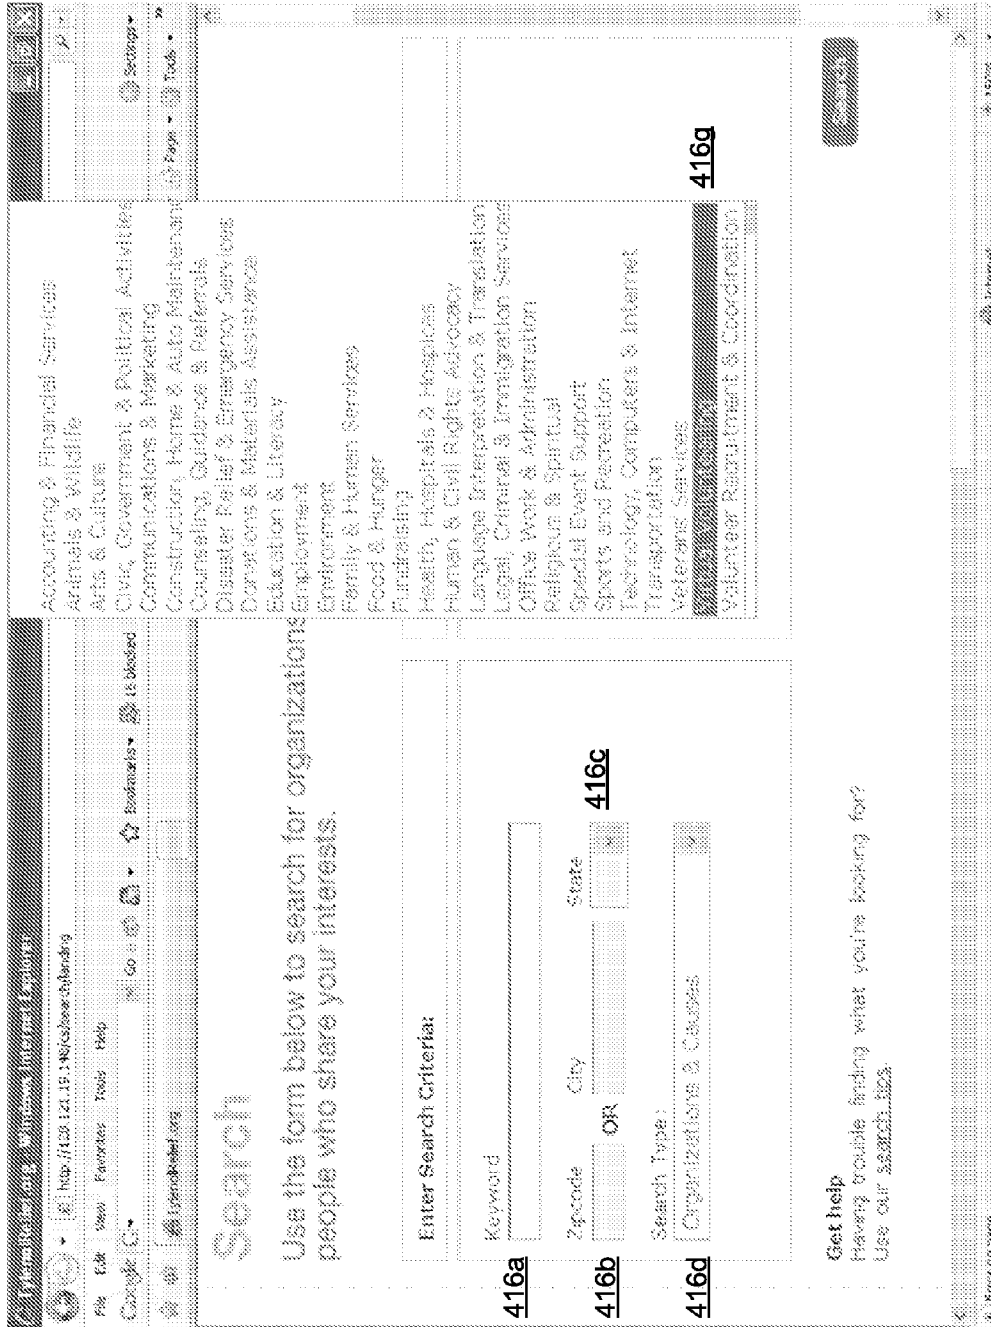 File Edit View Favorites Tools Help
Google
Go
Bookmarks
blocked
Settings
Page
Tools
Search
Use the form below to search for organizations
people who share your interests.
Enter Search Criteria:
416a
Keyword
416b
Zipcode
OR
City
State
416c
416d
Search Type:
Organizations & Causes
Accounting & Financial Services
Animals & Wildlife
Arts & Culture
Civic, Government & Political Activities
Communications & Marketing
Construction, Home & Auto Maintenanc
Counseling, Guidance & Referrals
Disaster Relief & Emergency Services
Donations & Materials Assistance
Education & Literacy
Employment
Environment
Family & Human Services
Food & Hunger
Fundraising
Health, Hospitals & Hospices
Human & Civil Rights Advocacy
Language Interpretation & Translation
Legal, Criminal & Immigration Services
Office Work & Administration
Religious & Spiritual
Special Event Support
Sports and Recreation
Technology, Computers & Internet
Transportation
Veterans Services
Volunteer Recruitment & Coordination
416g
Search
Get help
Having trouble finding what you're looking for?
Use our search tips.
Internet